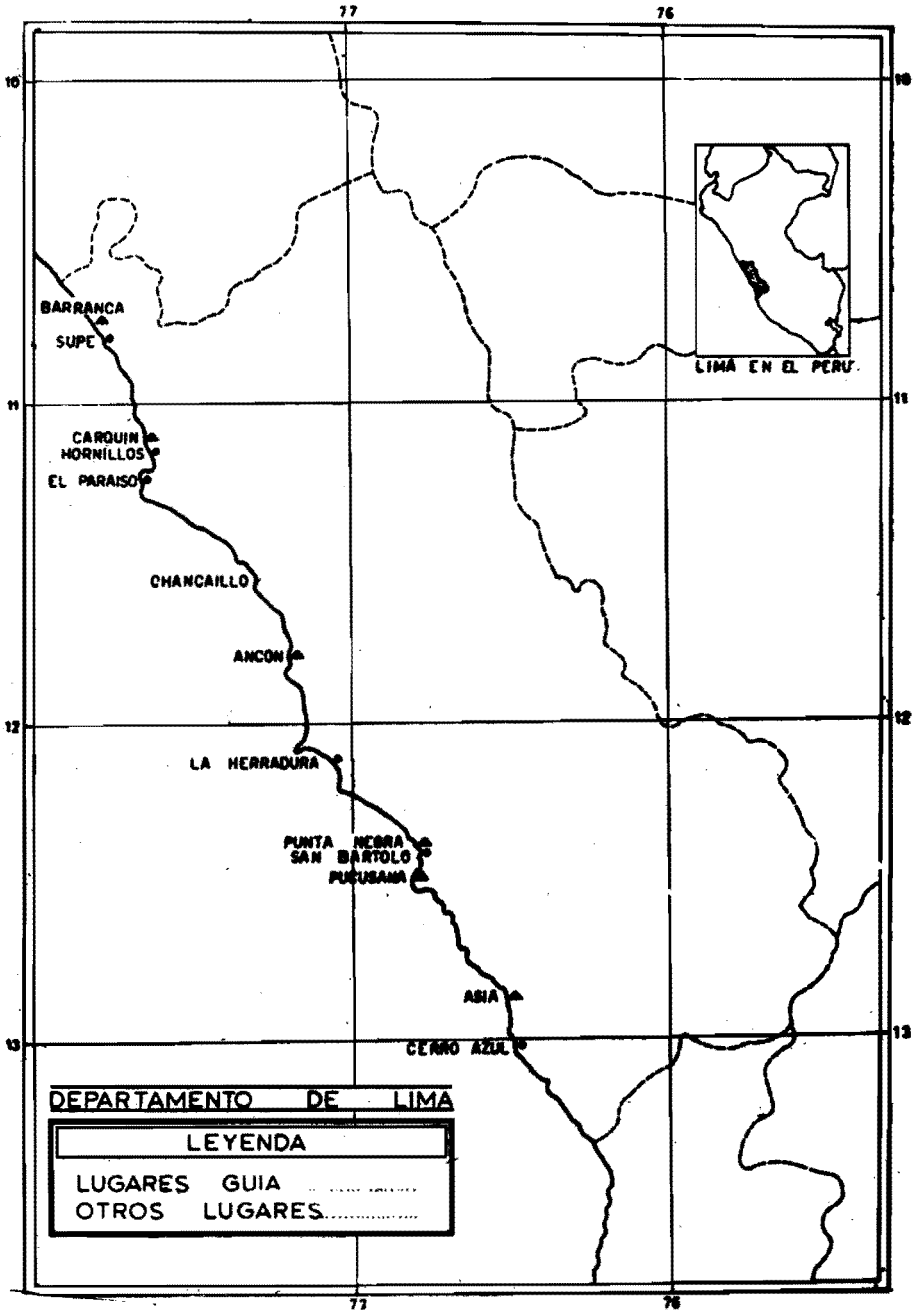 77 76
10 10
BARRANCA
SUPE
LIMA EN EL PERU
11 11
CARQUIN
HORNILLOS
EL PARAISO
CHANCAILLO
ANCON
12 12
LA HERRADURA
PUNTA NEGRA
SAN BARTOLO
PUCUSANA
ASIA
13 13
CERRO AZUL
DEPARTAMENTO DE LIMA
LEYENDA
LUGARES GUIA ................
OTROS LUGARES................
77 76